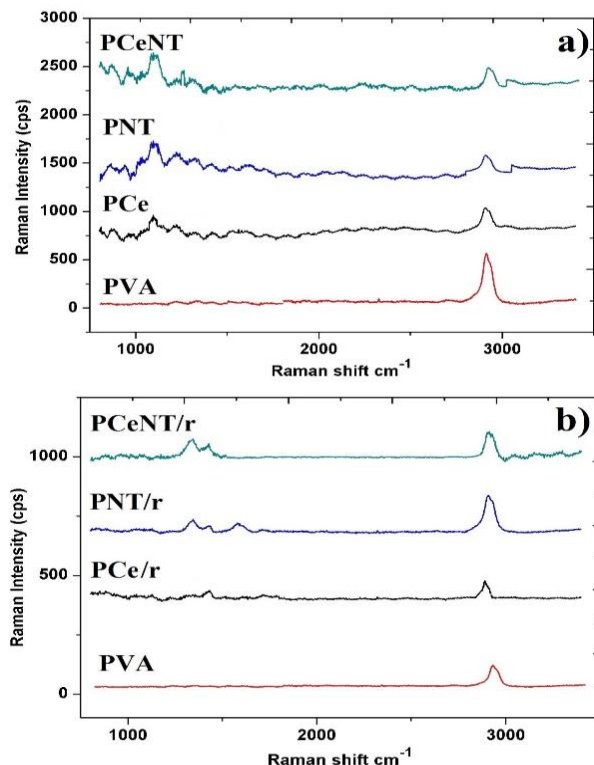 a)
PCeNT
PNT
PCe
PVA
3000
2500
2000
1500
1000
500
0
Raman Intensity (cps)
1000
2000
3000
Raman shift cm-1
b)
PCeNT/r
PNT/r
PCe/r
PVA
1000
500
0
Raman Intensity (cps)
1000
2000
3000
Raman shift cm-1